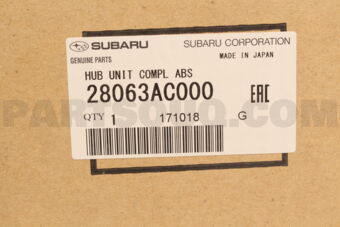 SUBARU
SUBARU CORPORATION
GENUINE PARTS
MADE IN JAPAN
HUB UNIT COMPL ABS
28063AC000
EAC
QTY 1 171018 G
PARTSOUQ.COM